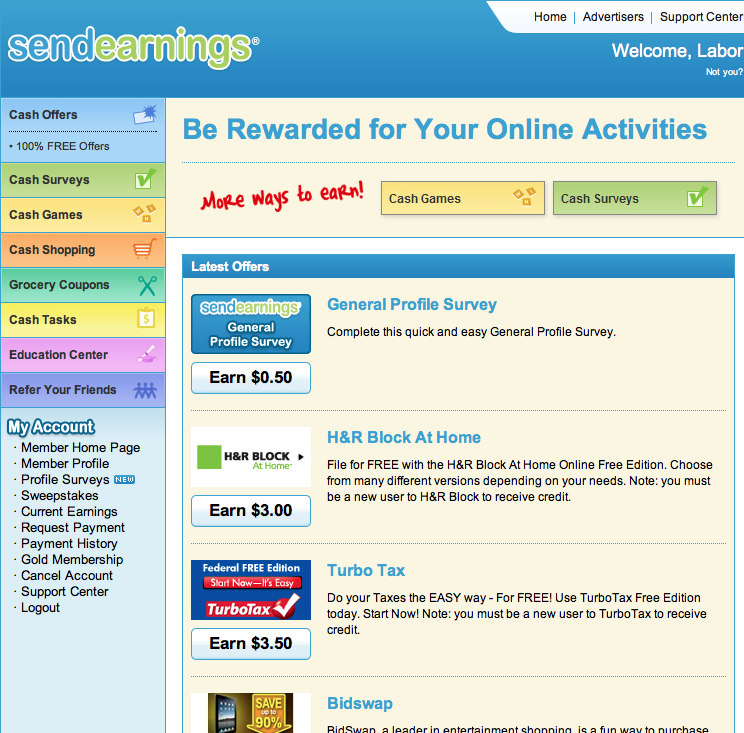 Home | Advertisers | Support Center
sendearnings®
Welcome, Labor
Not you?
Cash Offers
• 100% FREE Offers
Cash Surveys
Cash Games
Cash Shopping
Grocery Coupons
Cash Tasks
$
Education Center
Refer Your Friends
My Account
· Member Home Page
· Member Profile
· Profile Surveys NEW
· Sweepstakes
· Current Earnings
· Request Payment
· Payment History
· Gold Membership
· Cancel Account
· Support Center
· Logout
Be Rewarded for Your Online Activities
More ways to earn!
Cash Games
Cash Surveys
Latest Offers
sendearnings
General
Profile Survey
Earn $0.50
General Profile Survey
Complete this quick and easy General Profile Survey.
H&R BLOCK
At Home™
Earn $3.00
H&R Block At Home
File for FREE with the H&R Block At Home Online Free Edition. Choose
from many different versions depending on your needs. Note: you must
be a new user to H&R Block to receive credit.
Federal FREE Edition
Start Now—It's Easy
TurboTax
Earn $3.50
Turbo Tax
Do your Taxes the EASY way - For FREE! Use TurboTax Free Edition
today. Start Now! Note: you must be a new user to TurboTax to receive
credit.
SAVE
up to
90%
Bidswap
BidSwap, a leader in entertainment shopping, is a fun way to purchase